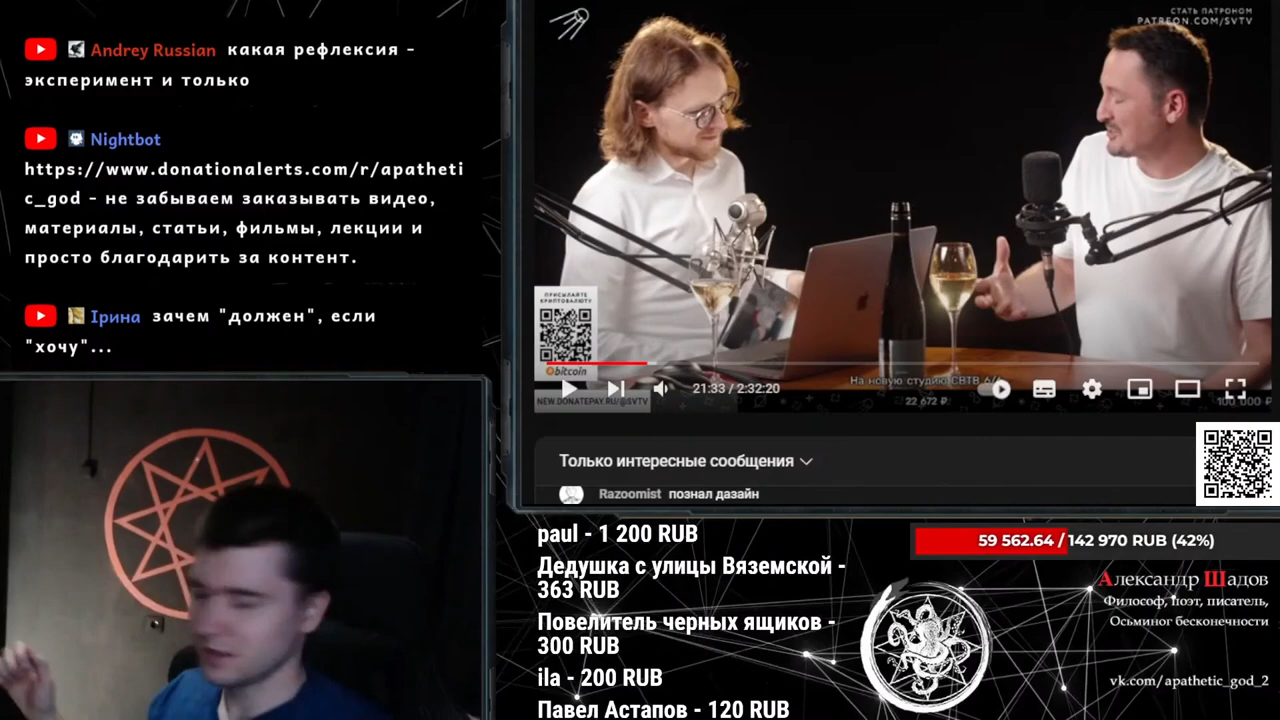 Andrey Russian какая рефлексия -
эксперимент и только
Nightbot
https://www.donationalerts.com/r/apatheti
c_god - не забываем заказывать видео,
материалы, статьи, фильмы, лекции и
просто благодарить за контент.
Ірина зачем "должен", если
"хочу"...
СТАТЬ ПАТРОНОМ
PATREON.COM/SVTV
ПРИСЫЛАЙТЕ
КРИПТОВАЛЮТУ
bitcoin
NEW.DONATEPAY.RU/@SVTV
21:33 / 2:32:20
На новую студию СВТВ 6/6
22 672 ₽
100 000 ₽
Только интересные сообщения
Razoomist познал дазайн
paul - 1 200 RUB
Дедушка с улицы Вяземской -
363 RUB
Повелитель черных ящиков -
300 RUB
ila - 200 RUB
Павел Астапов - 120 RUB
59 562.64 / 142 970 RUB (42%)
Александр Шадов
Философ, поэт, писатель,
Осьминог бесконечности
vk.com/apathetic_god_2